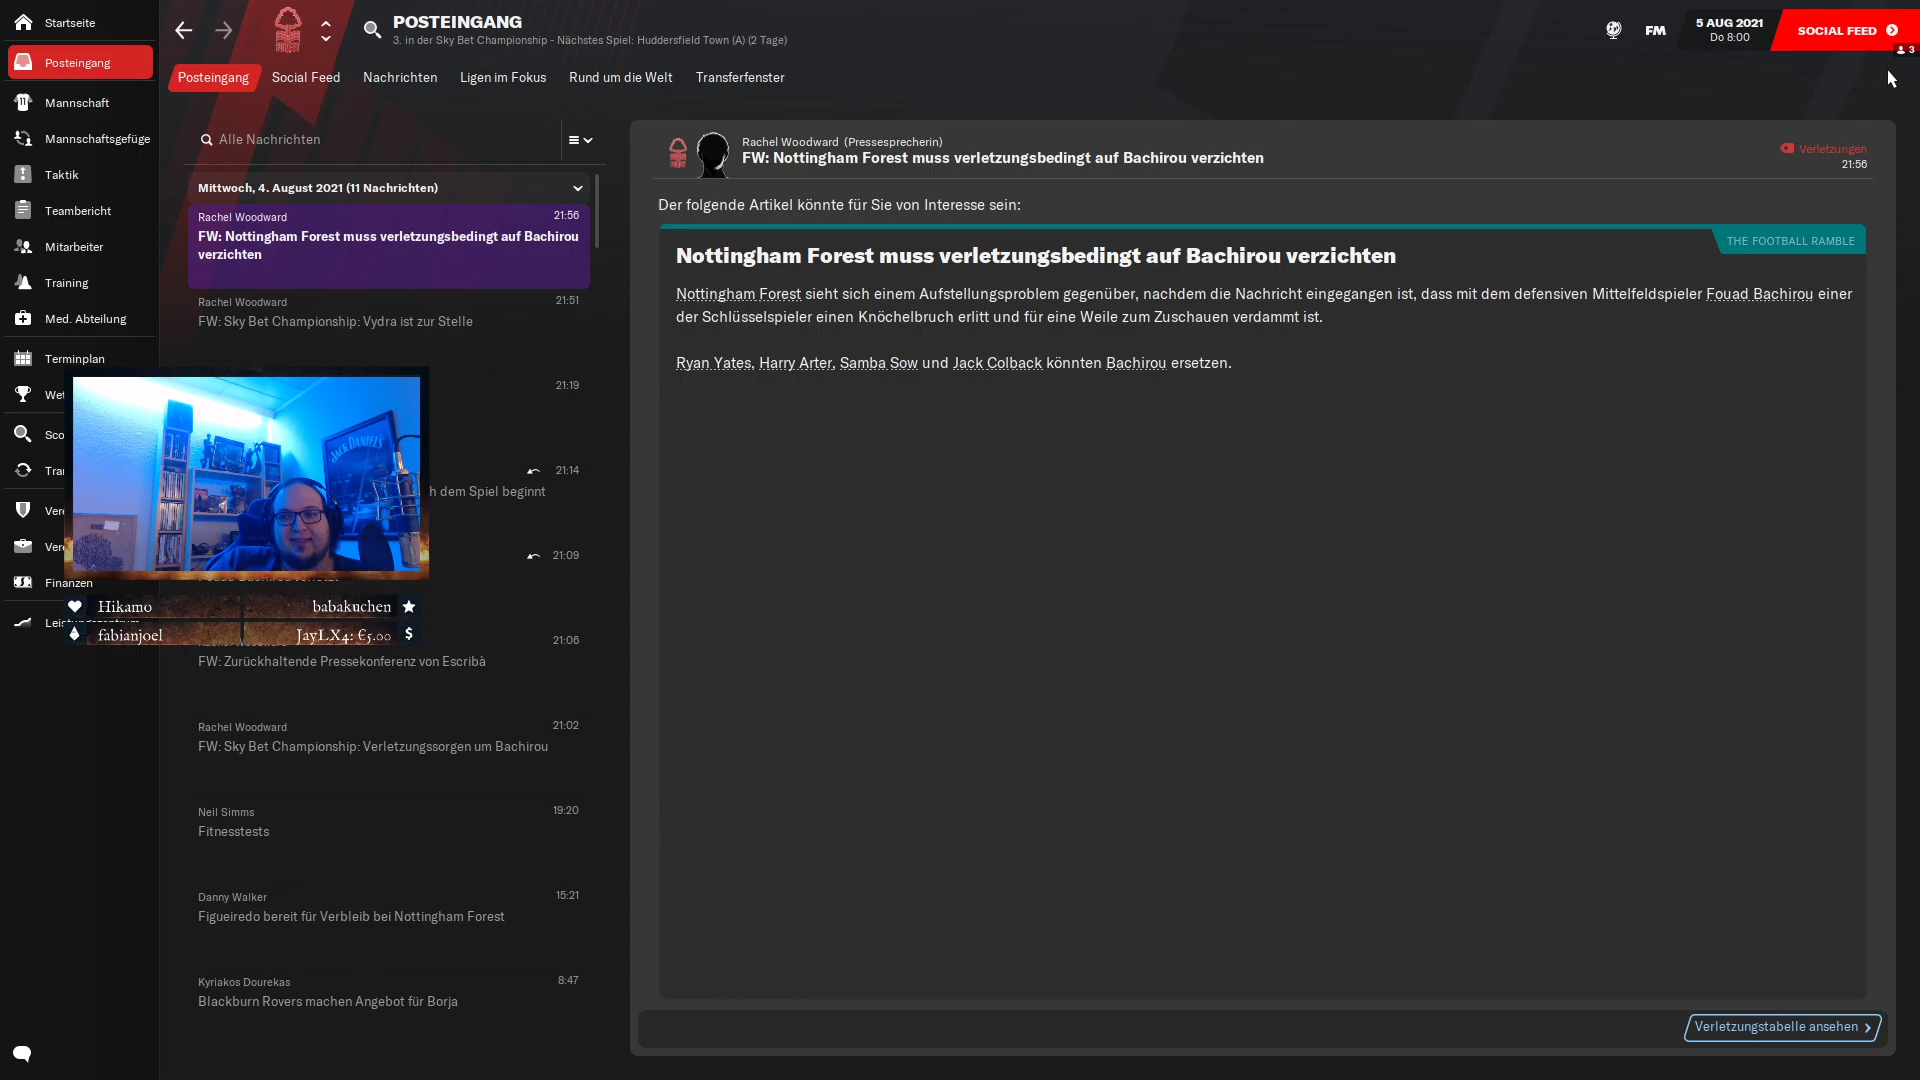 Startseite
Posteingang
Mannschaft
Mannschaftsgefüge
Taktik
Teambericht
Mitarbeiter
Training
Med. Abteilung
Terminplan
Wet
Sco
Tra
Vere
Vere
Finanzen
FOREST
POSTEINGANG
3. in der Sky Bet Championship - Nächstes Spiel: Huddersfield Town (A) (2 Tage)
FM
5 AUG 2021
Do 8:00
SOCIAL FEED
3
Posteingang
Social Feed
Nachrichten
Ligen im Fokus
Rund um die Welt
Transferfenster
Alle Nachrichten
Mittwoch, 4. August 2021 (11 Nachrichten)
Rachel Woodward 21:56
FW: Nottingham Forest muss verletzungsbedingt auf Bachirou
verzichten
Rachel Woodward 21:51
FW: Sky Bet Championship: Vydra ist zur Stelle
21:19
21:14
h dem Spiel beginnt
21:09
JACK DANIEL'S
Hikamo babakuchen
fabianjoel JayLX4: €5.00
21:06
FW: Zurückhaltende Pressekonferenz von Escribà
Rachel Woodward 21:02
FW: Sky Bet Championship: Verletzungssorgen um Bachirou
Neil Simms 19:20
Fitnesstests
Danny Walker 15:21
Figueiredo bereit für Verbleib bei Nottingham Forest
Kyriakos Dourekas 8:47
Blackburn Rovers machen Angebot für Borja
Rachel Woodward (Pressesprecherin)
FW: Nottingham Forest muss verletzungsbedingt auf Bachirou verzichten
Verletzungen
21:56
Der folgende Artikel könnte für Sie von Interesse sein:
THE FOOTBALL RAMBLE
Nottingham Forest muss verletzungsbedingt auf Bachirou verzichten
Nottingham Forest sieht sich einem Aufstellungsproblem gegenüber, nachdem die Nachricht eingegangen ist, dass mit dem defensiven Mittelfeldspieler Fouad Bachirou einer
der Schlüsselspieler einen Knöchelbruch erlitt und für eine Weile zum Zuschauen verdammt ist.
Ryan Yates, Harry Arter, Samba Sow und Jack Colback könnten Bachirou ersetzen.
Verletzungstabelle ansehen